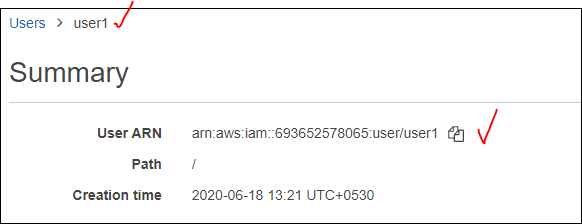 Users > user1
Summary
User ARN arn:aws:iam::693652578065:user/user1
Path /
Creation time 2020-06-18 13:21 UTC+0530